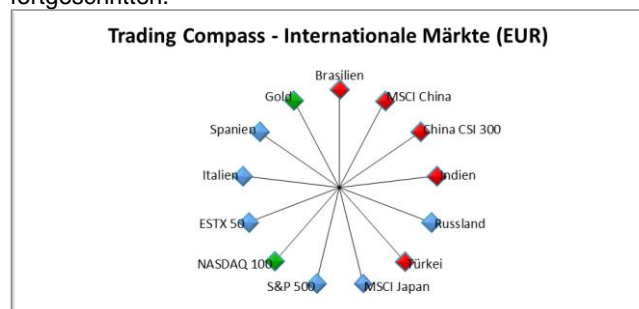 fortgeschritten.
Trading Compass - Internationale Märkte (EUR)
Brasilien
Gold
MSCI China
Spanien
China CSI 300
Italien
Indien
ESTX 50
Russland
NASDAQ 100
Türkei
S&P 500
MSCI Japan